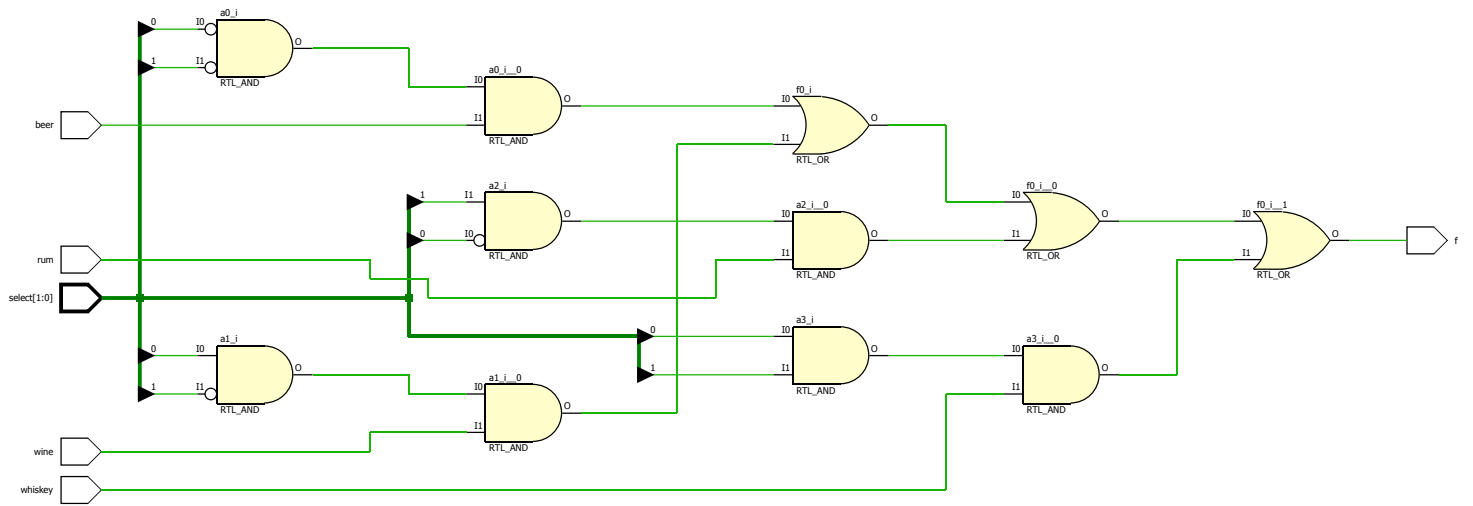 a0_i
0
I0
O
1
I1
RTL_AND
a0_i__0
I0
O
I1
RTL_AND
beer
f0_i
I0
O
I1
RTL_OR
a2_i
1
I1
O
0
I0
RTL_AND
a2_i__0
I0
O
I1
RTL_AND
f0_i__0
I0
O
I1
RTL_OR
f0_i__1
I0
O
I1
RTL_OR
f
rum
select[1:0]
a3_i
0
I0
O
1
I1
RTL_AND
a3_i__0
I0
O
I1
RTL_AND
a1_i
0
I0
O
1
I1
RTL_AND
a1_i__0
I0
O
I1
RTL_AND
wine
whiskey